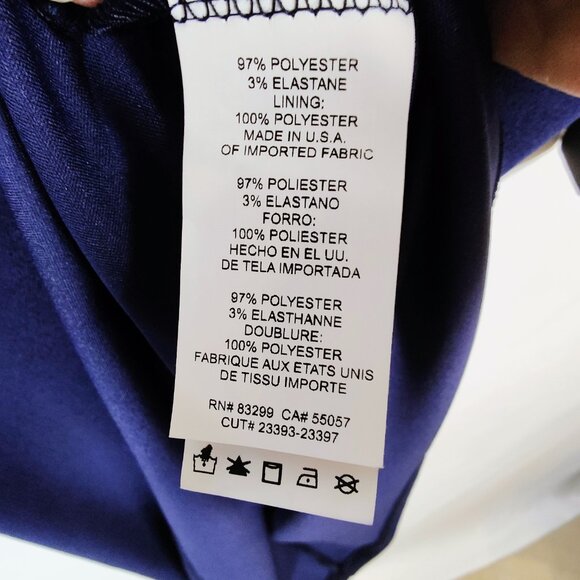 97% POLYESTER
3% ELASTANE
LINING:
100% POLYESTER
MADE IN U.S.A.
OF IMPORTED FABRIC
97% POLIESTER
3% ELASTANO
FORRO:
100% POLIESTER
HECHO EN EL UU.
DE TELA IMPORTADA
97% POLYESTER
3% ELASTHANNE
DOUBLURE:
100% POLYESTER
FABRIQUE AUX ETATS UNIS
DE TISSU IMPORTE
RN# 83299 CA# 55057
CUT# 23393-23397